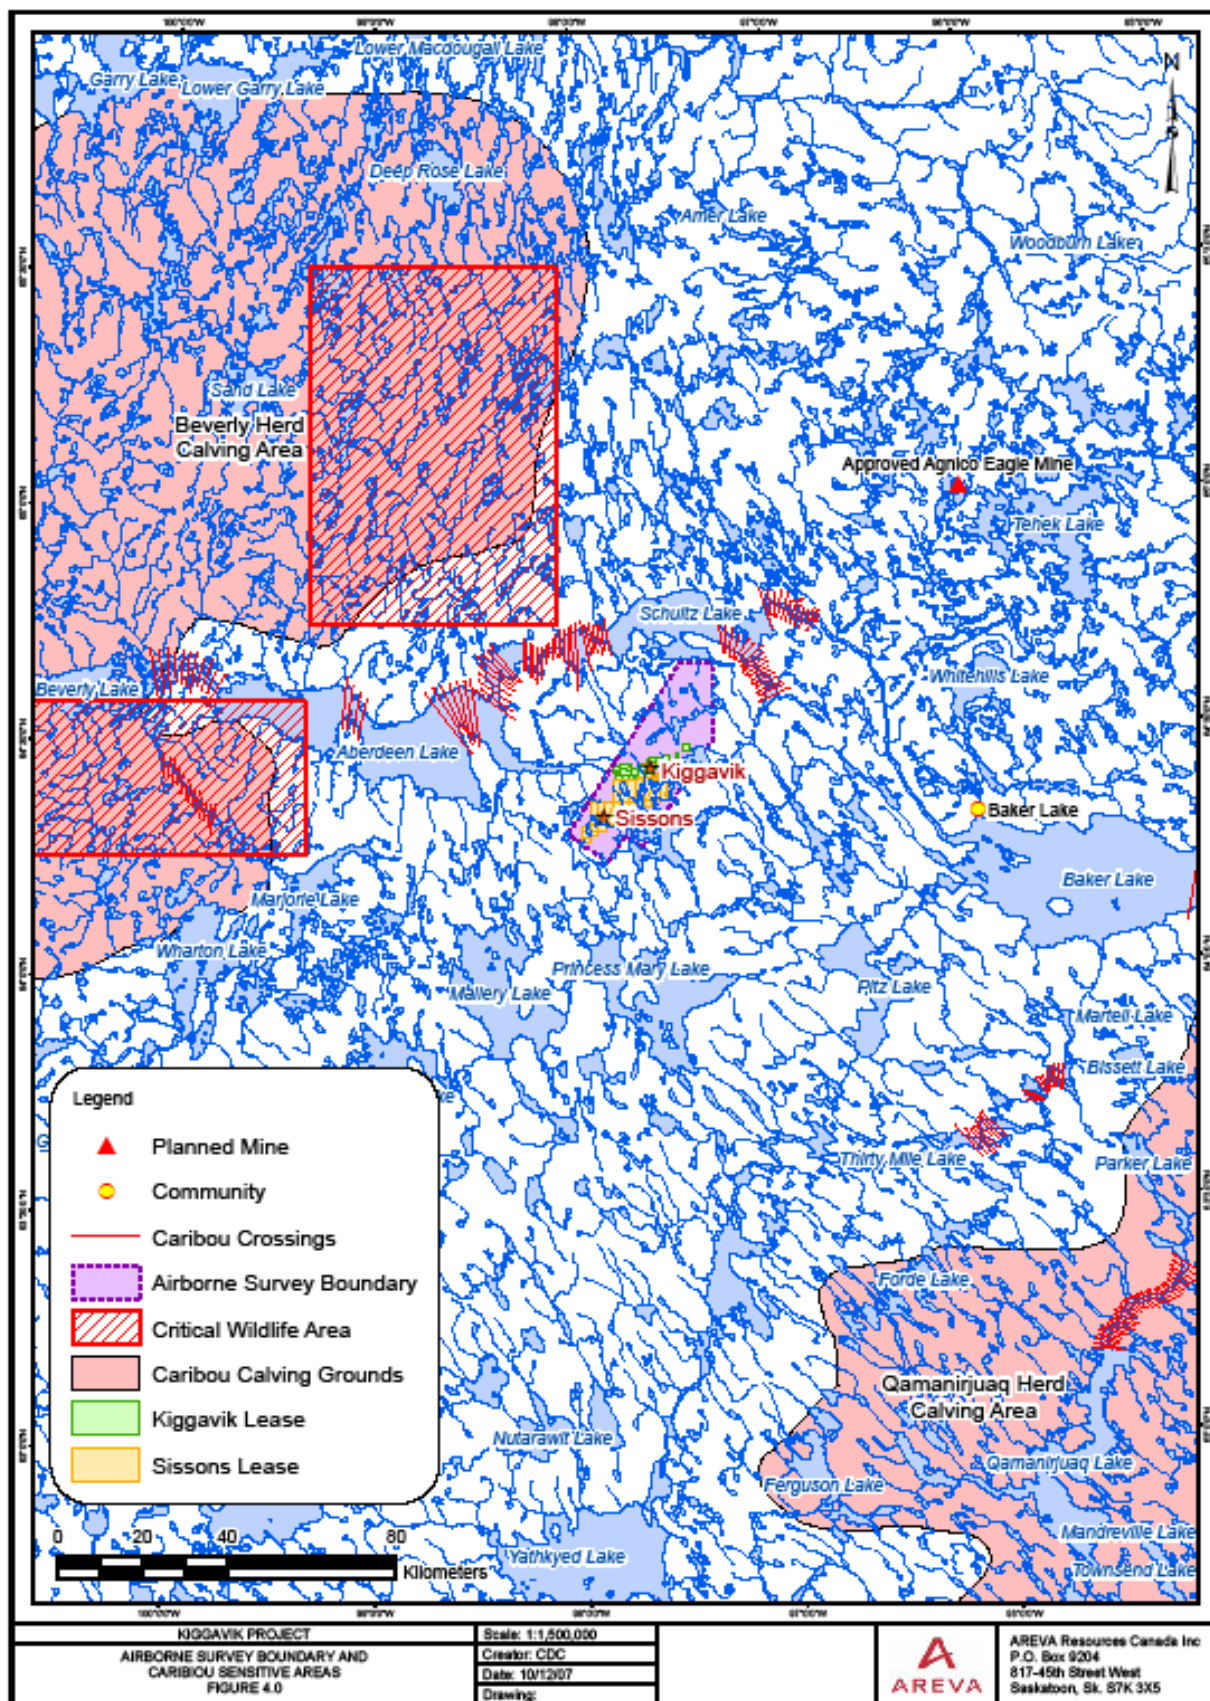 Lower Macdougall Lake
Garry Lake
Lower Garry Lake
N
Deep Rose Lake
Amer Lake
Woodburn Lake
Sand Lake
Beverly Herd
Calving Area
Approved Agnico Eagle Mine
Tehek Lake
Schultz Lake
Whitehills Lake
Beverly Lake
Aberdeen Lake
Kiggavik
Sissons
Baker Lake
Baker Lake
Marjorie Lake
Wharton Lake
Princess Mary Lake
Mallery Lake
Pitz Lake
Martell Lake
Bissett Lake
Thirty Mile Lake
Parker Lake
Forde Lake
Qamanirjuaq Herd
Calving Area
Nutarawit Lake
Qamanirjuaq Lake
Ferguson Lake
Mandreville Lake
Yathkyed Lake
Townsend Lake
Legend
Planned Mine
Community
Caribou Crossings
Airborne Survey Boundary
Critical Wildlife Area
Caribou Calving Grounds
Kiggavik Lease
Sissons Lease
0 20 40 80
Kilometers
KIGGAVIK PROJECT
AIRBORNE SURVEY BOUNDARY AND
CARIBIOU SENSITIVE AREAS
FIGURE 4.0
Scale: 1:1,500,000
Creator: CDC
Date: 10/12/07
Drawing:
AREVA
AREVA Resources Canada Inc
P.O. Box 9204
817-45th Street West
Saskatoon, Sk. S7K 3X5